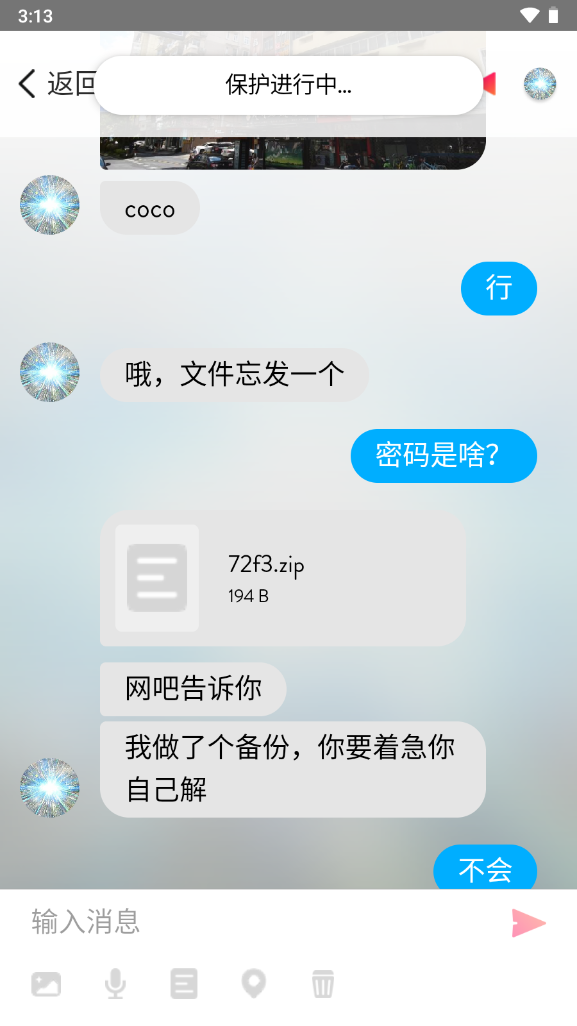 3:13
返回
保护进行中...
coco
行
哦，文件忘发一个
密码是啥？
72f3.zip
194 B
网吧告诉你
我做了个备份，你要着急你
自己解
不会
输入消息